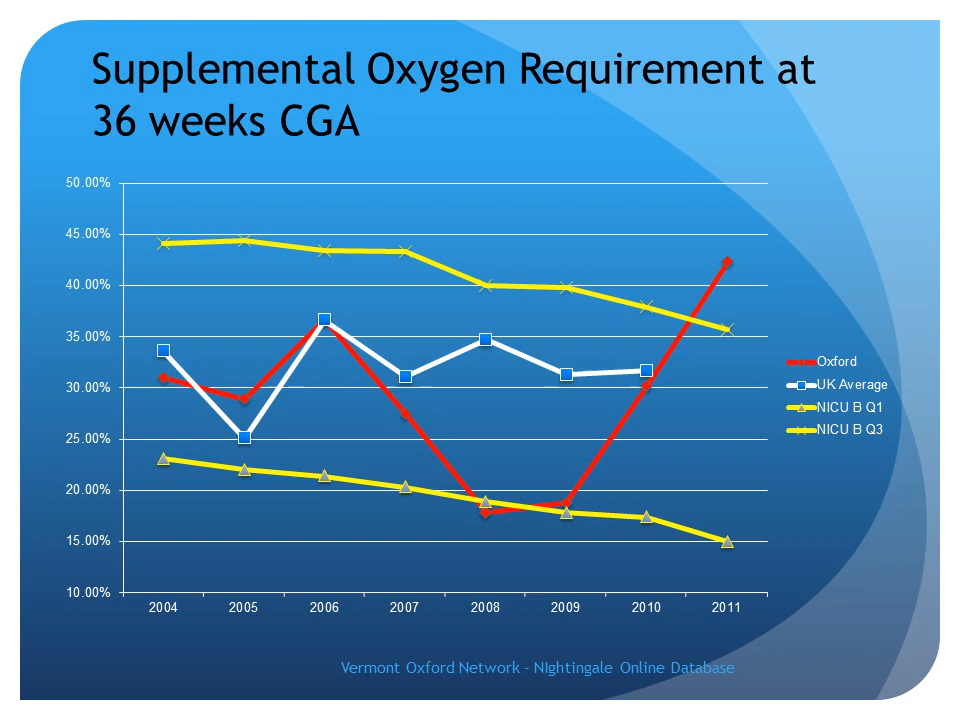 Supplemental Oxygen Requirement at
36 weeks CGA
50.00%
45.00%
40.00%
35.00%
30.00%
25.00%
20.00%
15.00%
10.00%
2004 2005 2006 2007 2008 2009 2010 2011
Oxford
UK Average
NICU B Q1
NICU B Q3
Vermont Oxford Network - NIghtingale Online Database